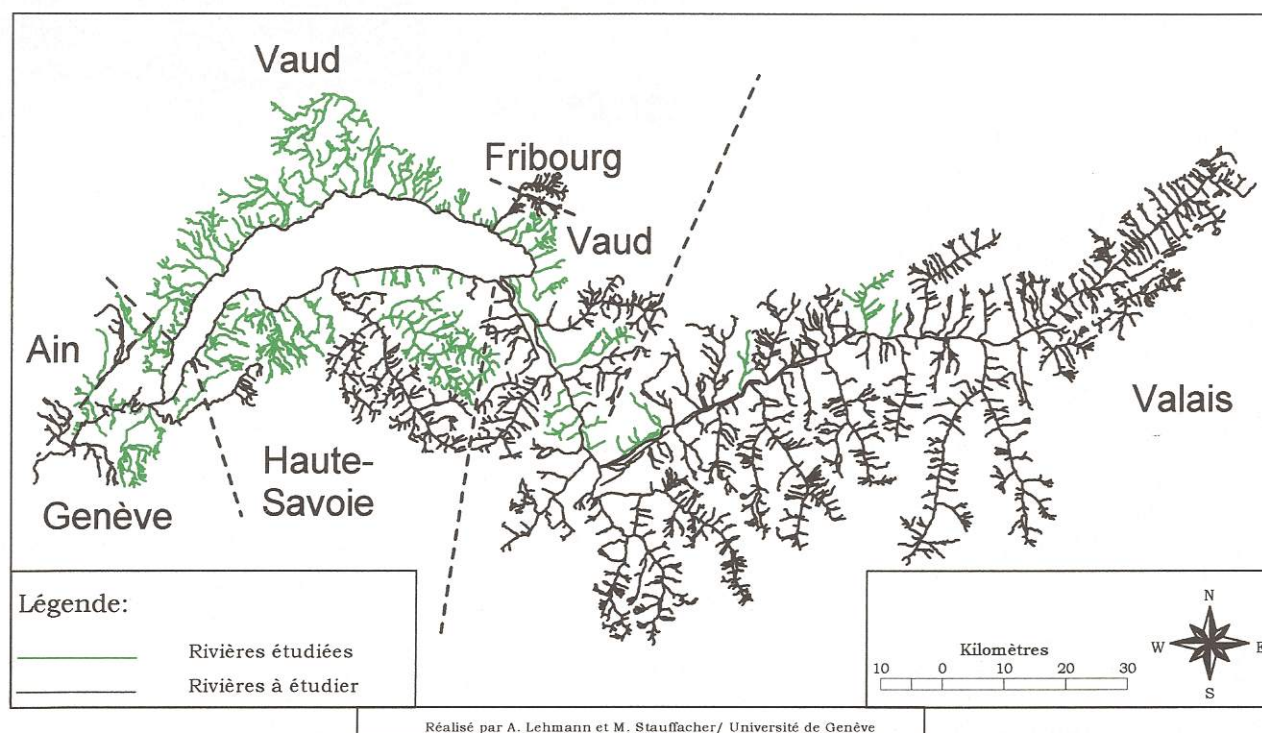 Vaud
Fribourg
Vaud
Ain
Valais
Haute-
Savoie
Genève
Légende:
Rivières étudiées
Rivières à étudier
Kilomètres
10 0 10 20 30
N
W E
S
Réalisé par A. Lehmann et M. Stauffacher/ Université de Genève